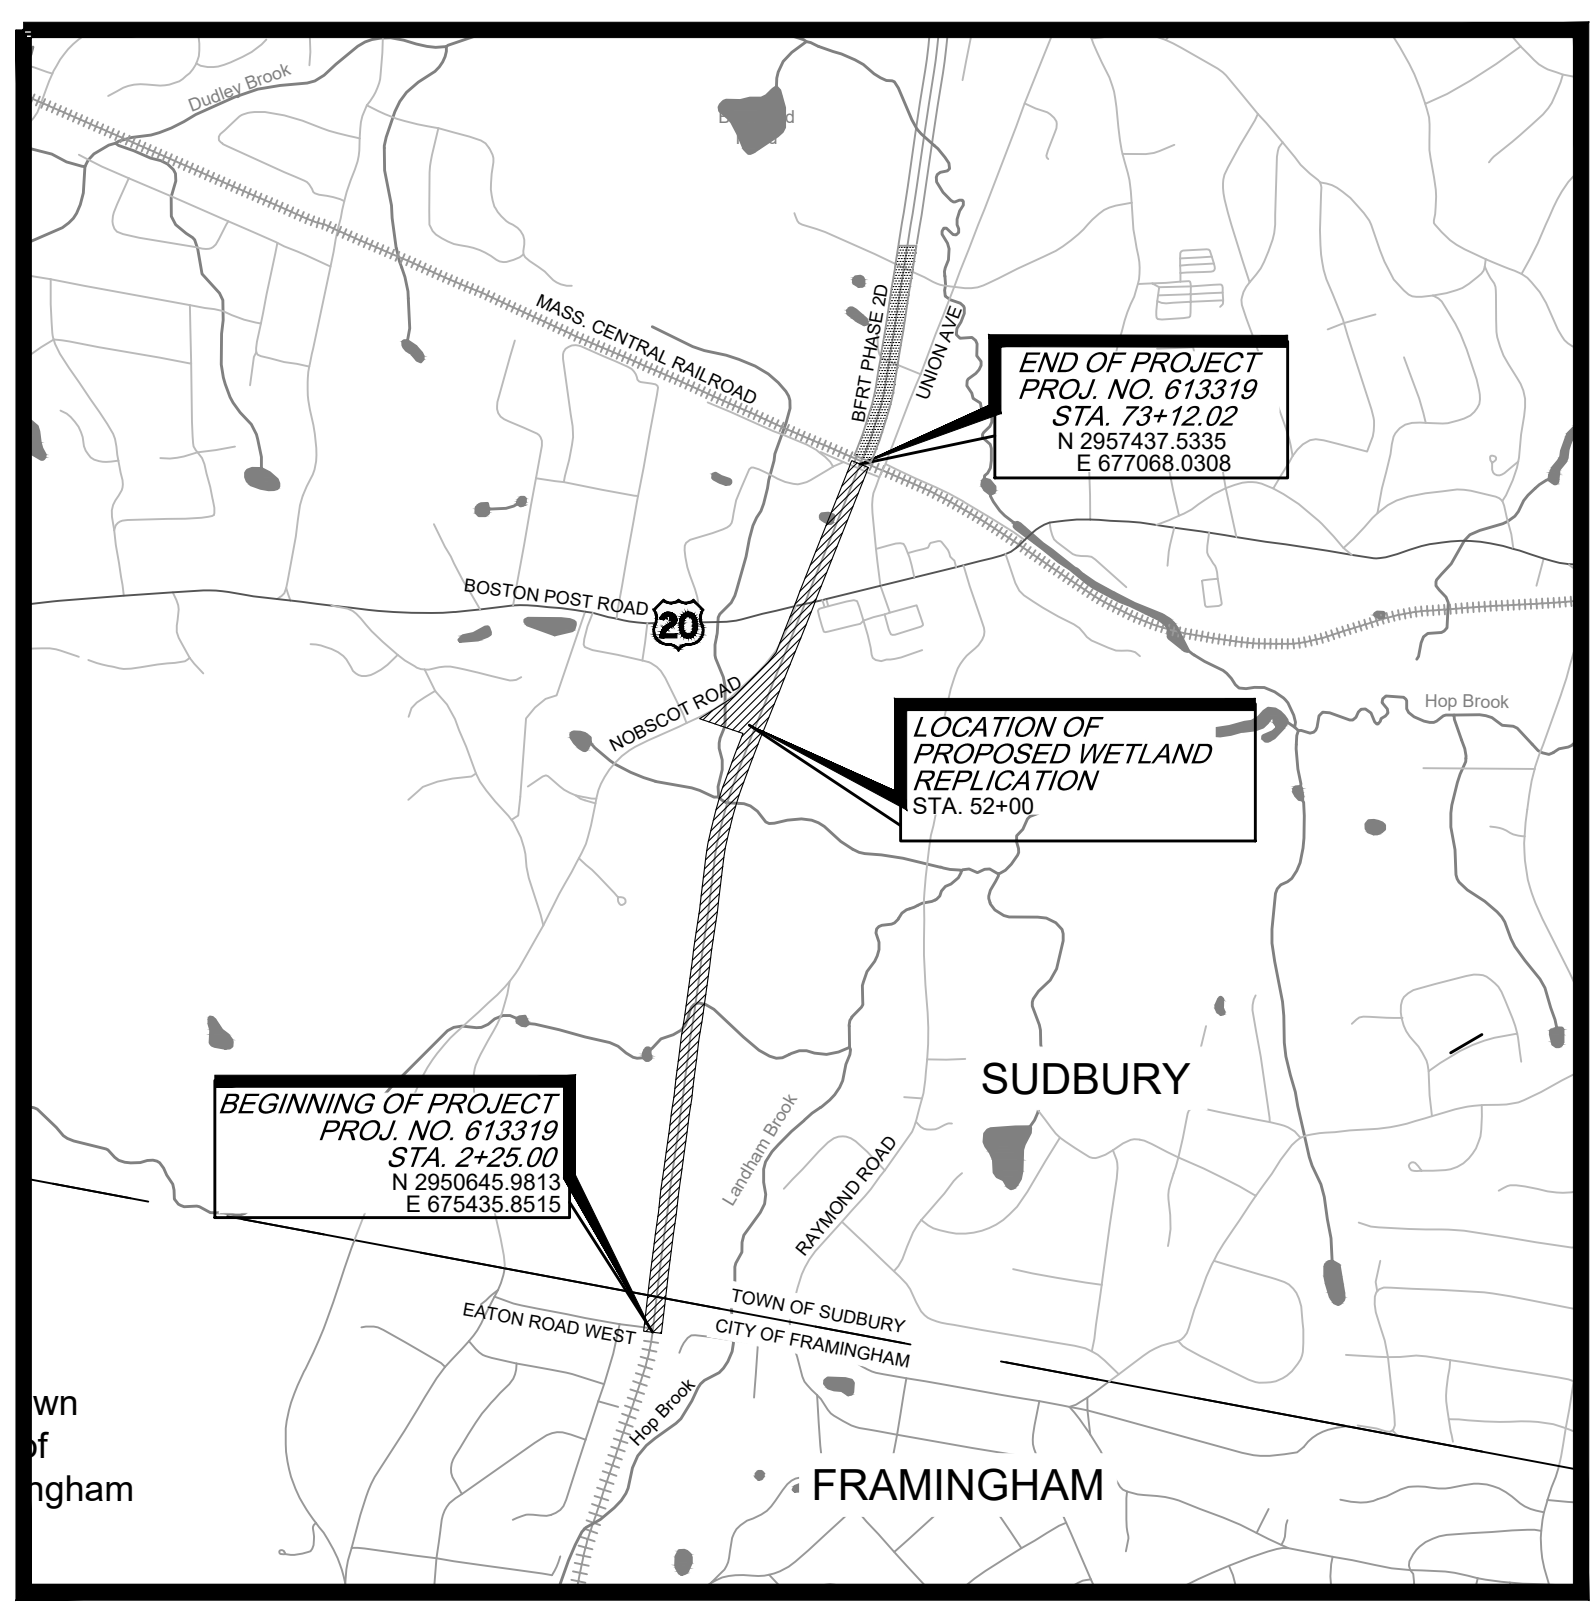 Dudley Brook
MASS. CENTRAL RAILROAD
BFRT PHASE 2D
UNION AVE
END OF PROJECT
PROJ. NO. 613319
STA. 73+12.02
N 2957437.5335
E 677068.0308
BOSTON POST ROAD
20
NOBSCOT ROAD
Hop Brook
LOCATION OF
PROPOSED WETLAND
REPLICATION
STA. 52+00
SUDBURY
BEGINNING OF PROJECT
PROJ. NO. 613319
STA. 2+25.00
N 2950645.9813
E 675435.8515
Landham Brook
RAYMOND ROAD
EATON ROAD WEST
TOWN OF SUDBURY
CITY OF FRAMINGHAM
Hop Brook
wn
of
ngham
FRAMINGHAM